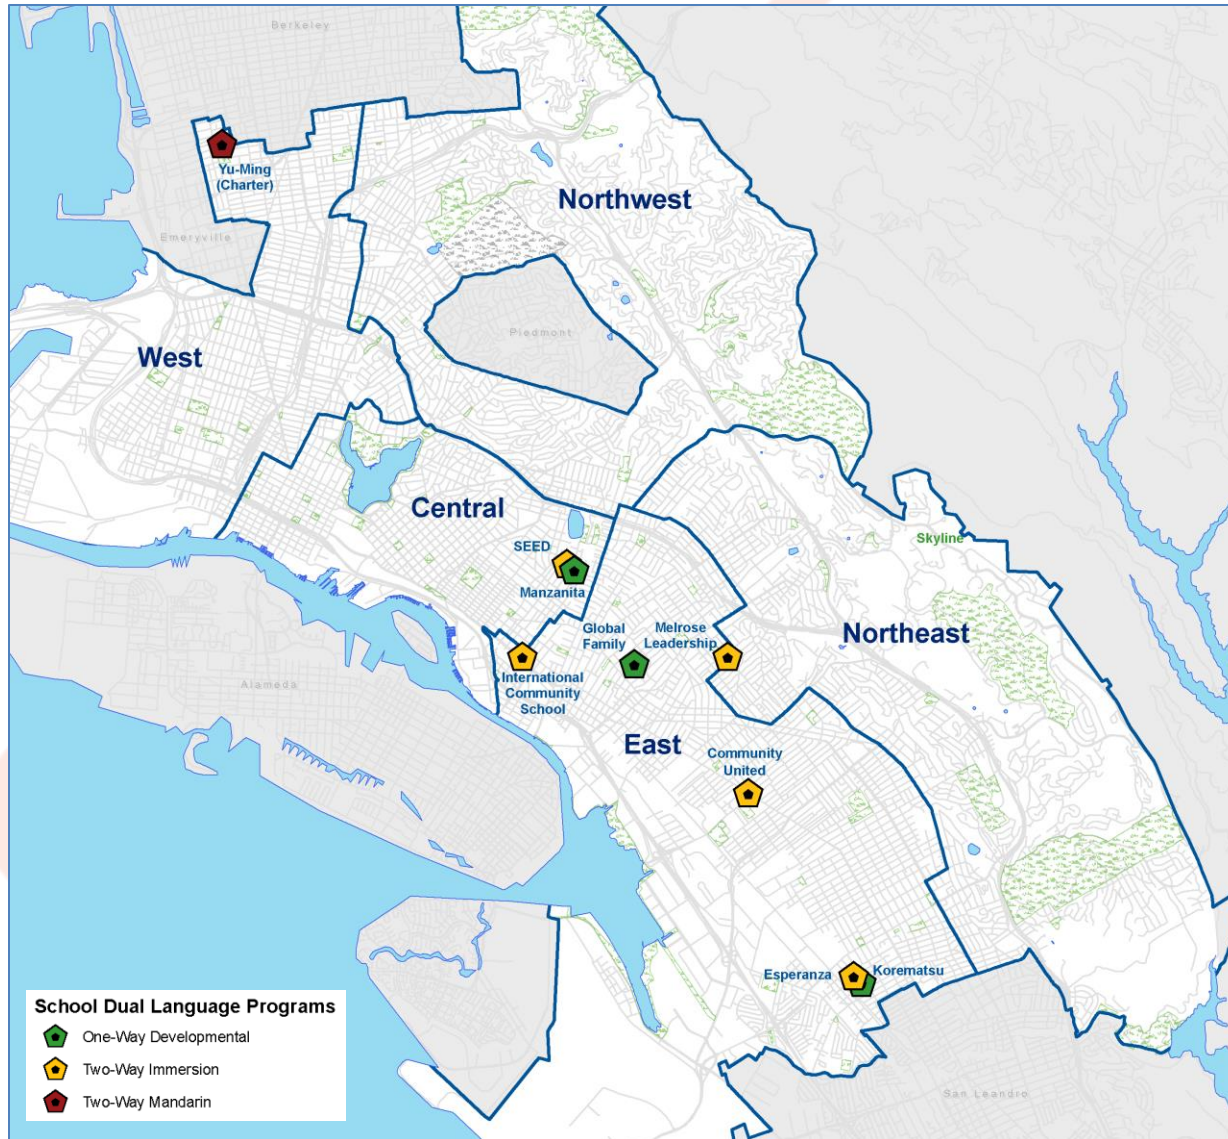 Berkeley
Yu-Ming
(Charter)
Northwest
Emeryville
Piedmont
West
Central
SEED
Manzanita
Skyline
Global
Family
Melrose
Leadership
Northeast
International
Community
School
Alameda
East
Community
United
Esperanza
Korematsu
San Leandro
School Dual Language Programs
One-Way Developmental
Two-Way Immersion
Two-Way Mandarin